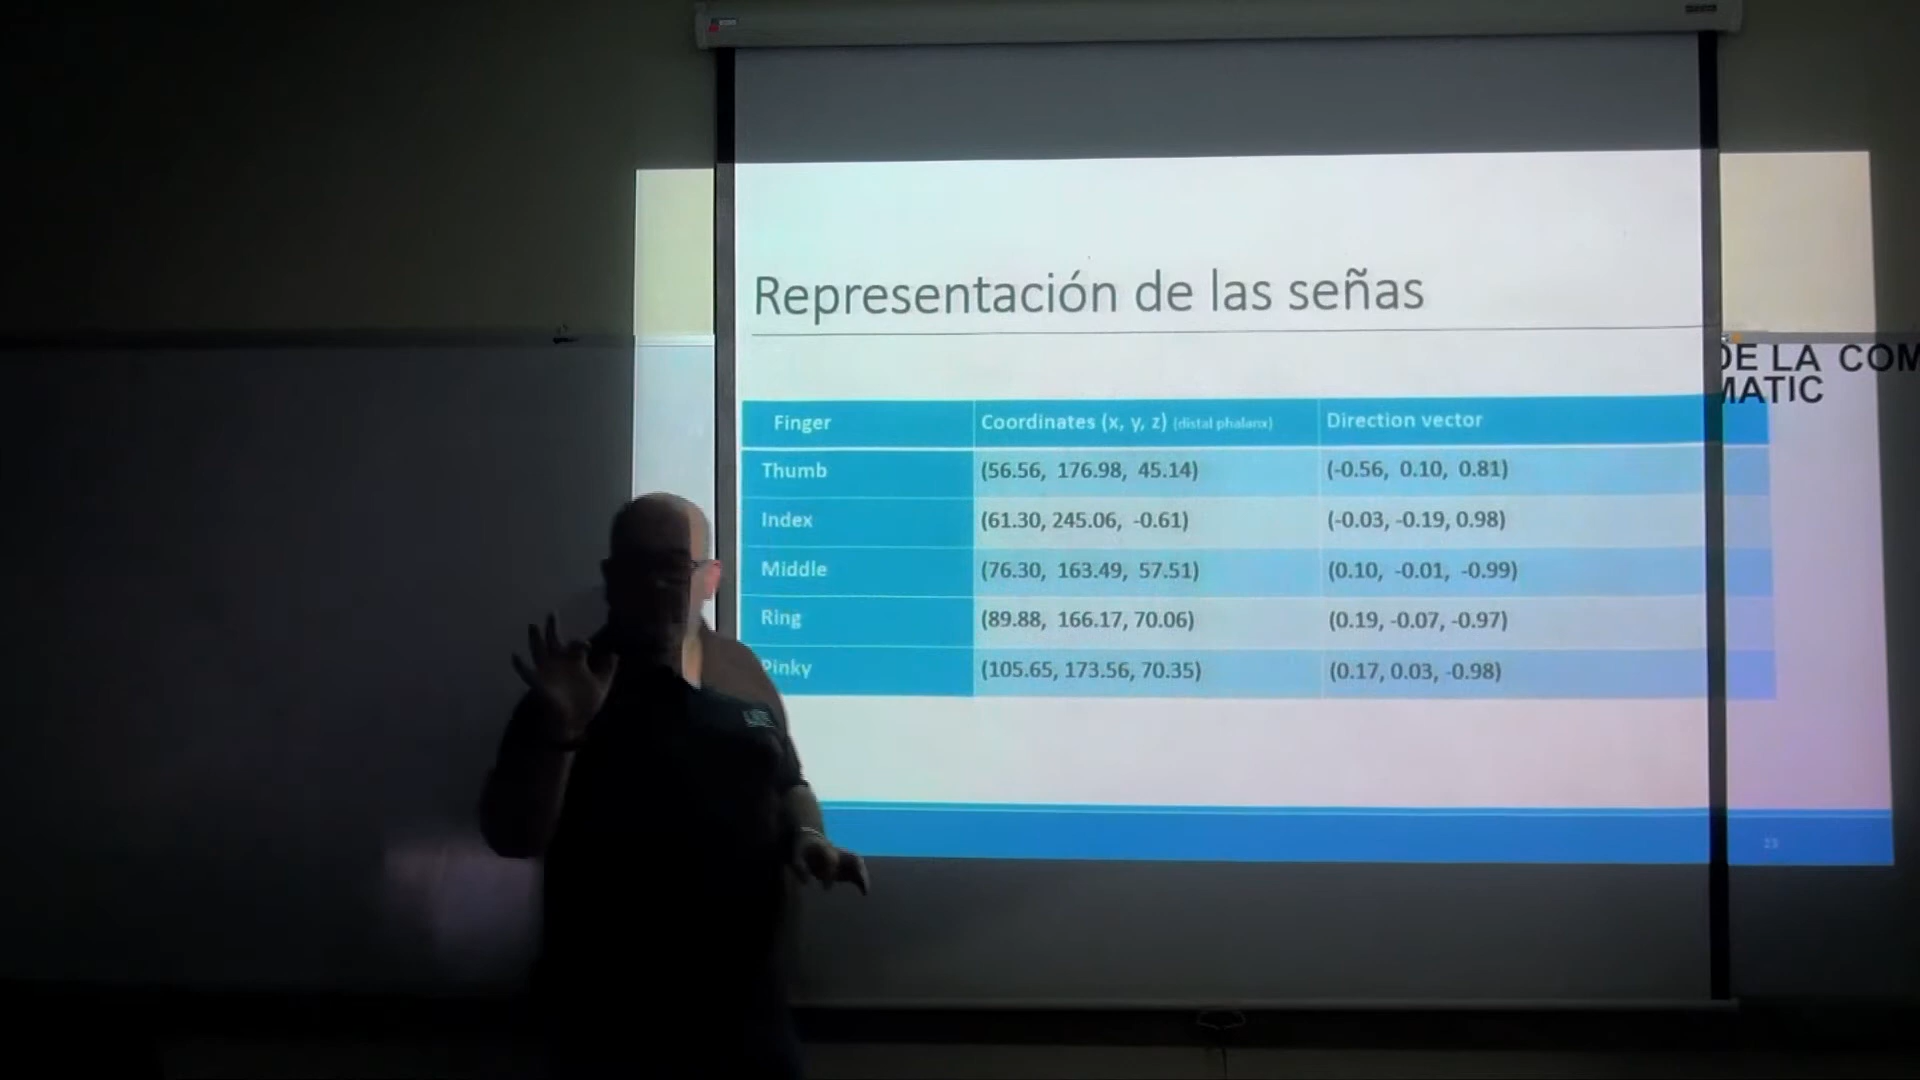 Representación de las señas
DE LA COM
MATIC
Finger Coordinates (x, y, z) (distal phalanx) Direction vector
Thumb (56.56, 176.98, 45.14) (-0.56, 0.10, 0.81)
Index (61.30, 245.06, -0.61) (-0.03, -0.19, 0.98)
Middle (76.30, 163.49, 57.51) (0.10, -0.01, -0.99)
Ring (89.88, 166.17, 70.06) (0.19, -0.07, -0.97)
Pinky (105.65, 173.56, 70.35) (0.17, 0.03, -0.98)